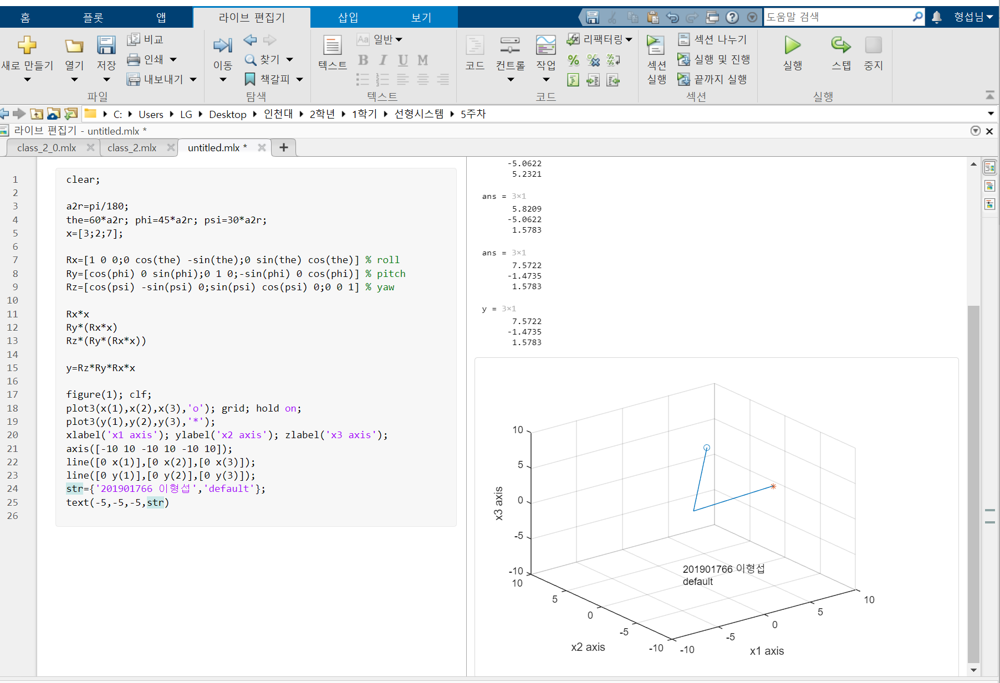 홈 플롯 앱 라이브 편집기 삽입 보기 도움말 검색 형섭님
새로 만들기 열기 저장 비교 인쇄 내보내기
파일
이동 찾기 책갈피
탐색
텍스트 Aa 일반 B I U M
텍스트
코드 컨트롤 작업 리팩터링
코드
섹션 실행 섹션 나누기 실행 및 진행 끝까지 실행
섹션
실행 스텝 중지
실행
C: Users LG Desktop 인천대 2학년 1학기 선형시스템 5주차
라이브 편집기 - untitled.mlx *
class_2_0.mlx class_2.mlx untitled.mlx *
1 clear;
2
3 a2r=pi/180;
4 the=60*a2r; phi=45*a2r; psi=30*a2r;
5 x=[3;2;7];
6
7 Rx=[1 0 0;0 cos(the) -sin(the);0 sin(the) cos(the)] % roll
8 Ry=[cos(phi) 0 sin(phi);0 1 0;-sin(phi) 0 cos(phi)] % pitch
9 Rz=[cos(psi) -sin(psi) 0;sin(psi) cos(psi) 0;0 0 1] % yaw
10
11 Rx*x
12 Ry*(Rx*x)
13 Rz*(Ry*(Rx*x))
14
15 y=Rz*Ry*Rx*x
16
17 figure(1); clf;
18 plot3(x(1),x(2),x(3),'o'); grid; hold on;
19 plot3(y(1),y(2),y(3),'*');
20 xlabel('x1 axis'); ylabel('x2 axis'); zlabel('x3 axis');
21 axis([-10 10 -10 10 -10 10]);
22 line([0 x(1)],[0 x(2)],[0 x(3)]);
23 line([0 y(1)],[0 y(2)],[0 y(3)]);
24 str={'201901766 이형섭','default'};
25 text(-5,-5,-5,str)
26
-5.0622
5.2321
ans = 3×1
5.8209
-5.0622
1.5783
ans = 3×1
7.5722
-1.4735
1.5783
y = 3×1
7.5722
-1.4735
1.5783
10
5
0
-5
-10
x3 axis
10
5
0
-5
-10
x2 axis
-10
-5
0
5
10
x1 axis
201901766 이형섭
default